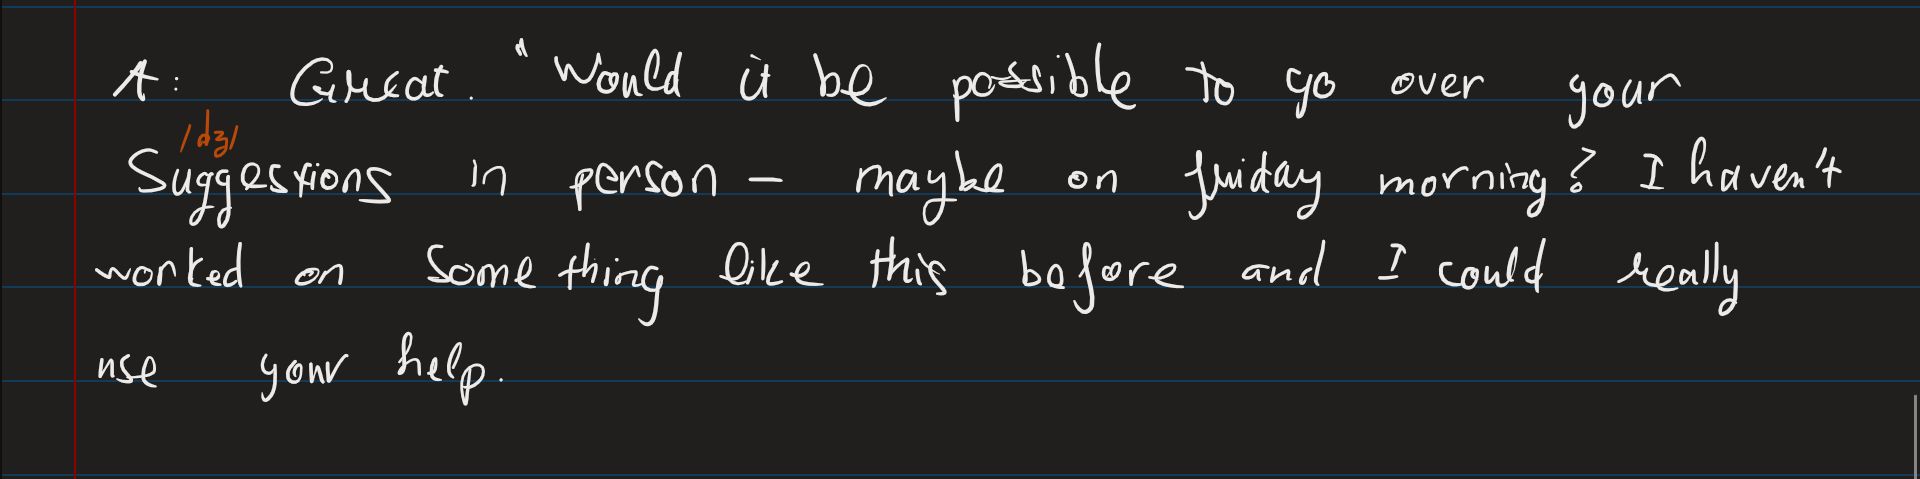 A: Great. "Would it be possible to go over your
/dʒ/
Suggestions in person – maybe on friday morning? I haven't
worked on something like this before and I could really
use your help.